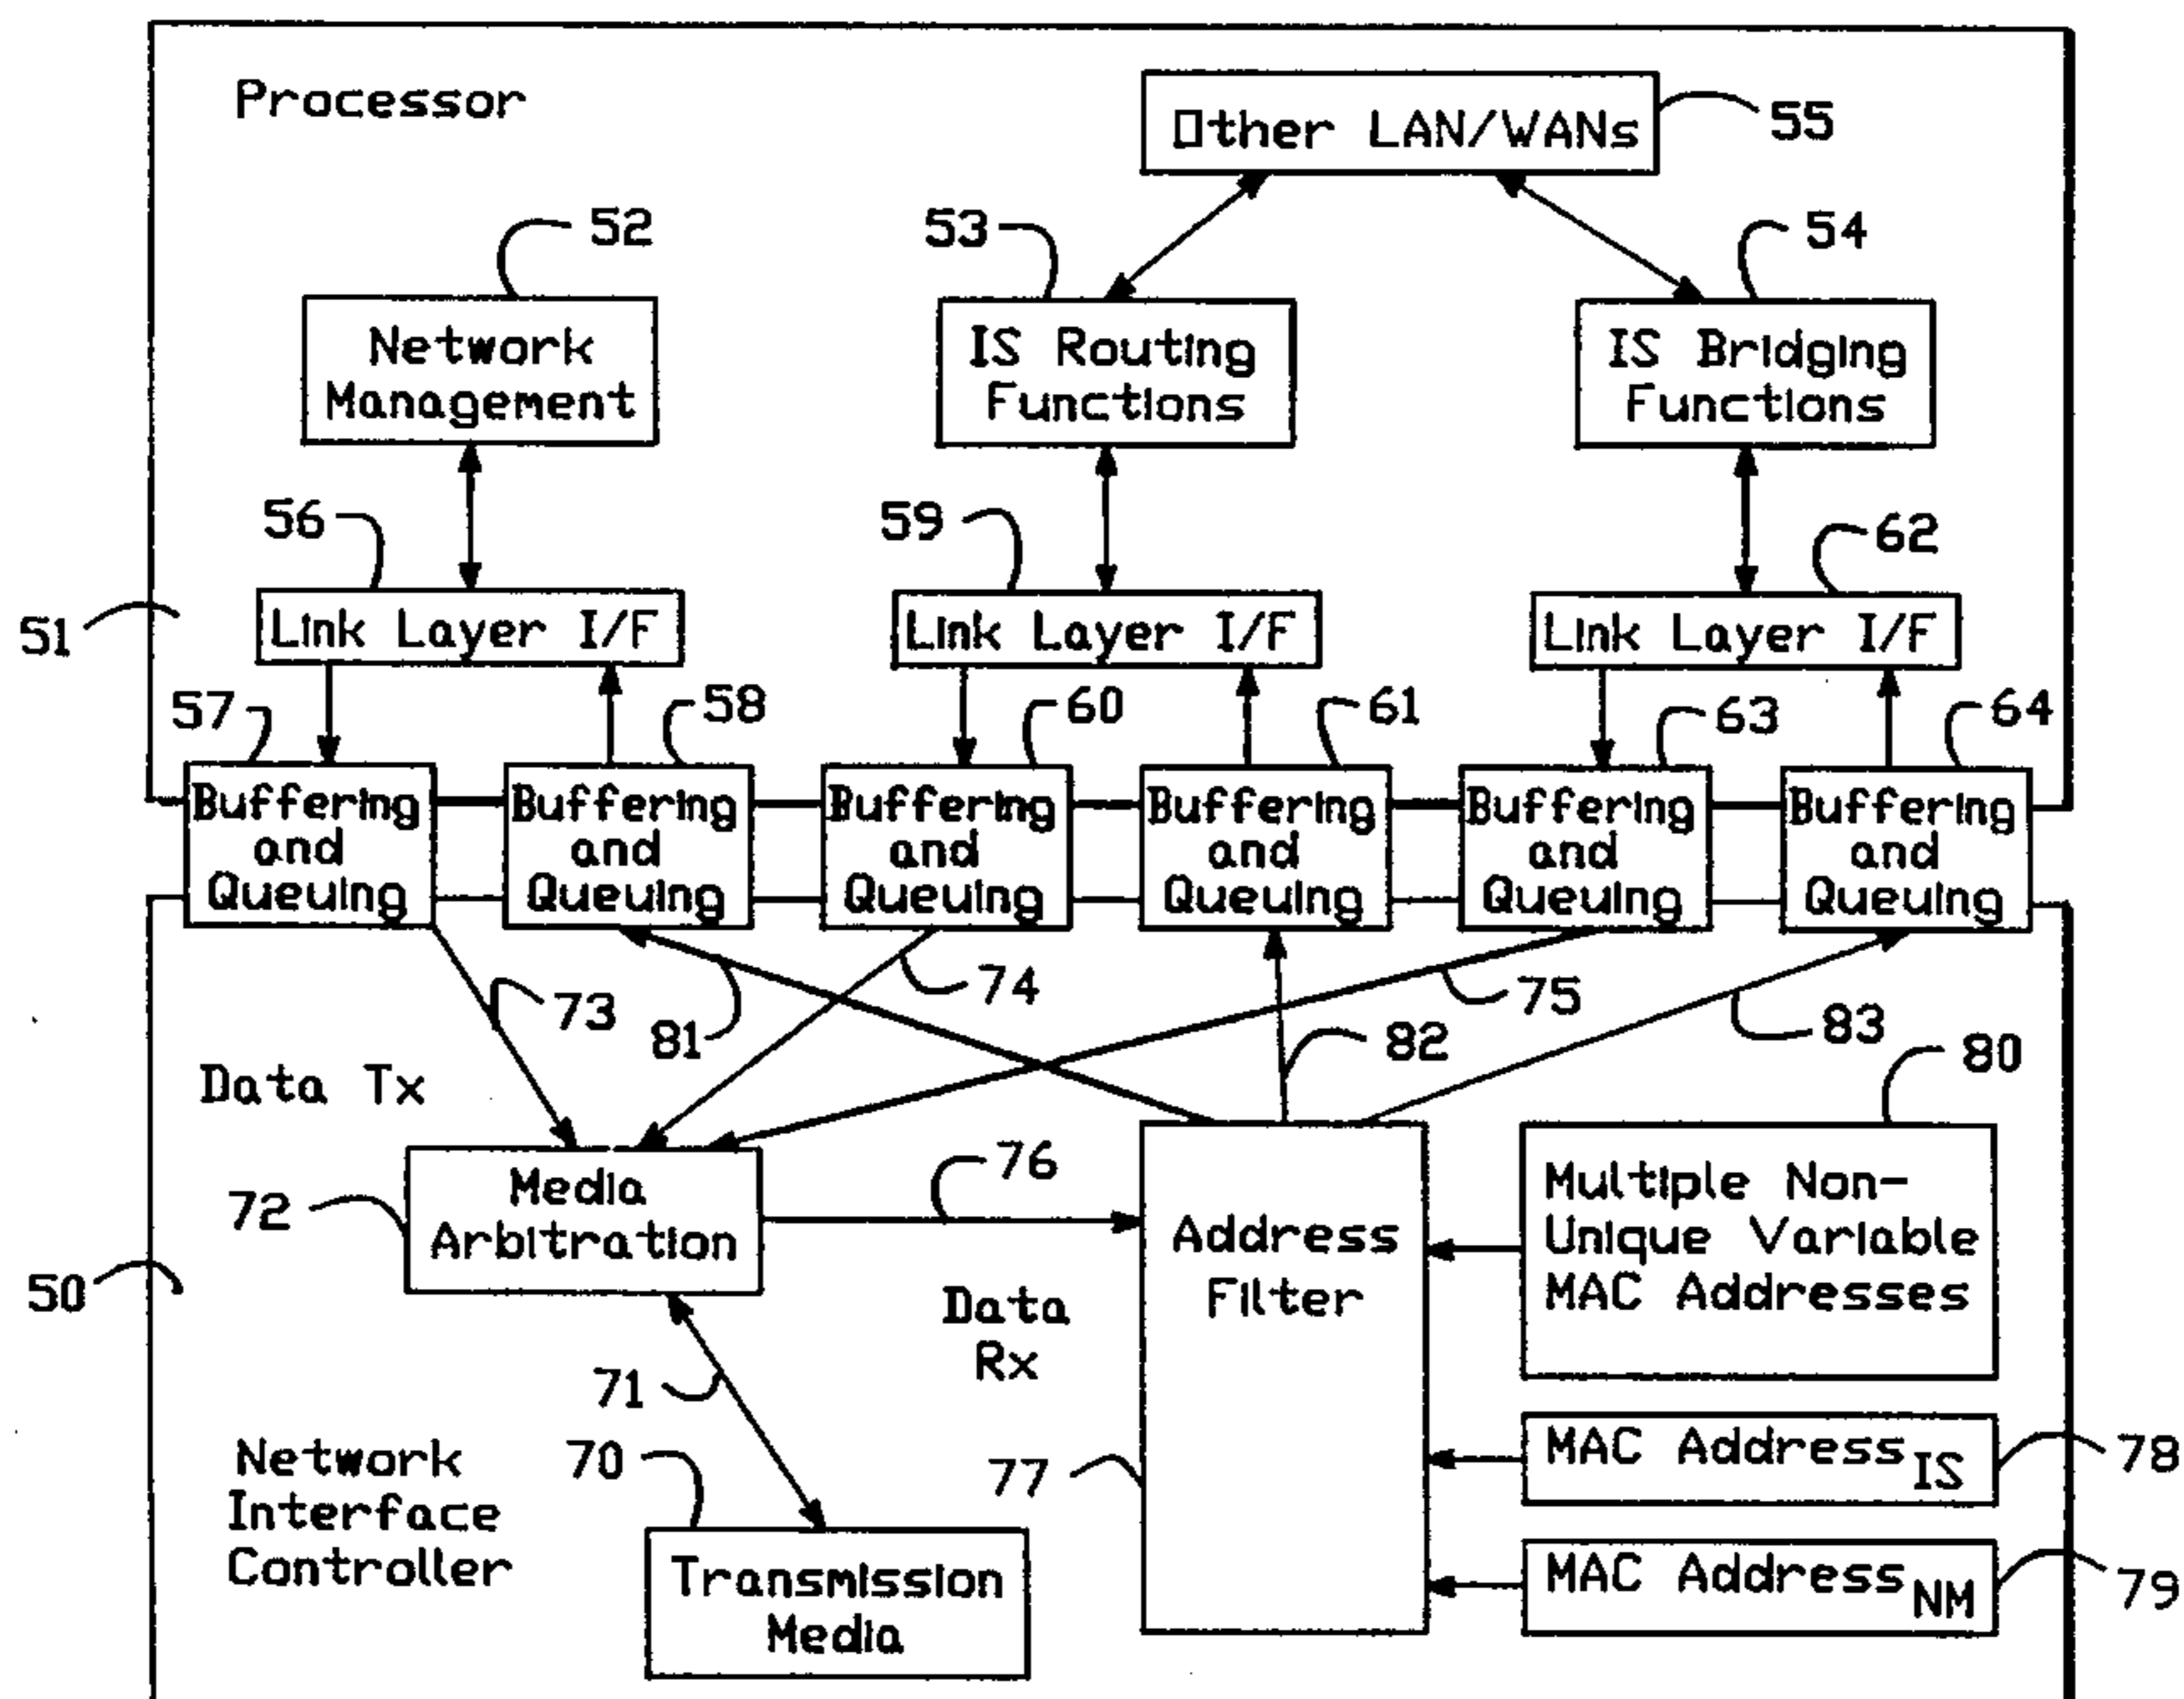 Processor
Other LAN/WANs
55
52
53
54
Network
Management
IS Routing
Functions
IS Bridging
Functions
56
59
62
51
Link Layer I/F
Link Layer I/F
Link Layer I/F
57
58
60
61
63
64
Buffering
and
Queuing
Buffering
and
Queuing
Buffering
and
Queuing
Buffering
and
Queuing
Buffering
and
Queuing
Buffering
and
Queuing
73
81
74
82
75
83
80
Data Tx
76
72
Media
Arbitration
Address
Filter
Multiple Non-
Unique Variable
MAC Addresses
50
Data
Rx
71
Network
Interface
Controller
70
77
MAC Address IS
78
Transmission
Media
MAC Address NM
79